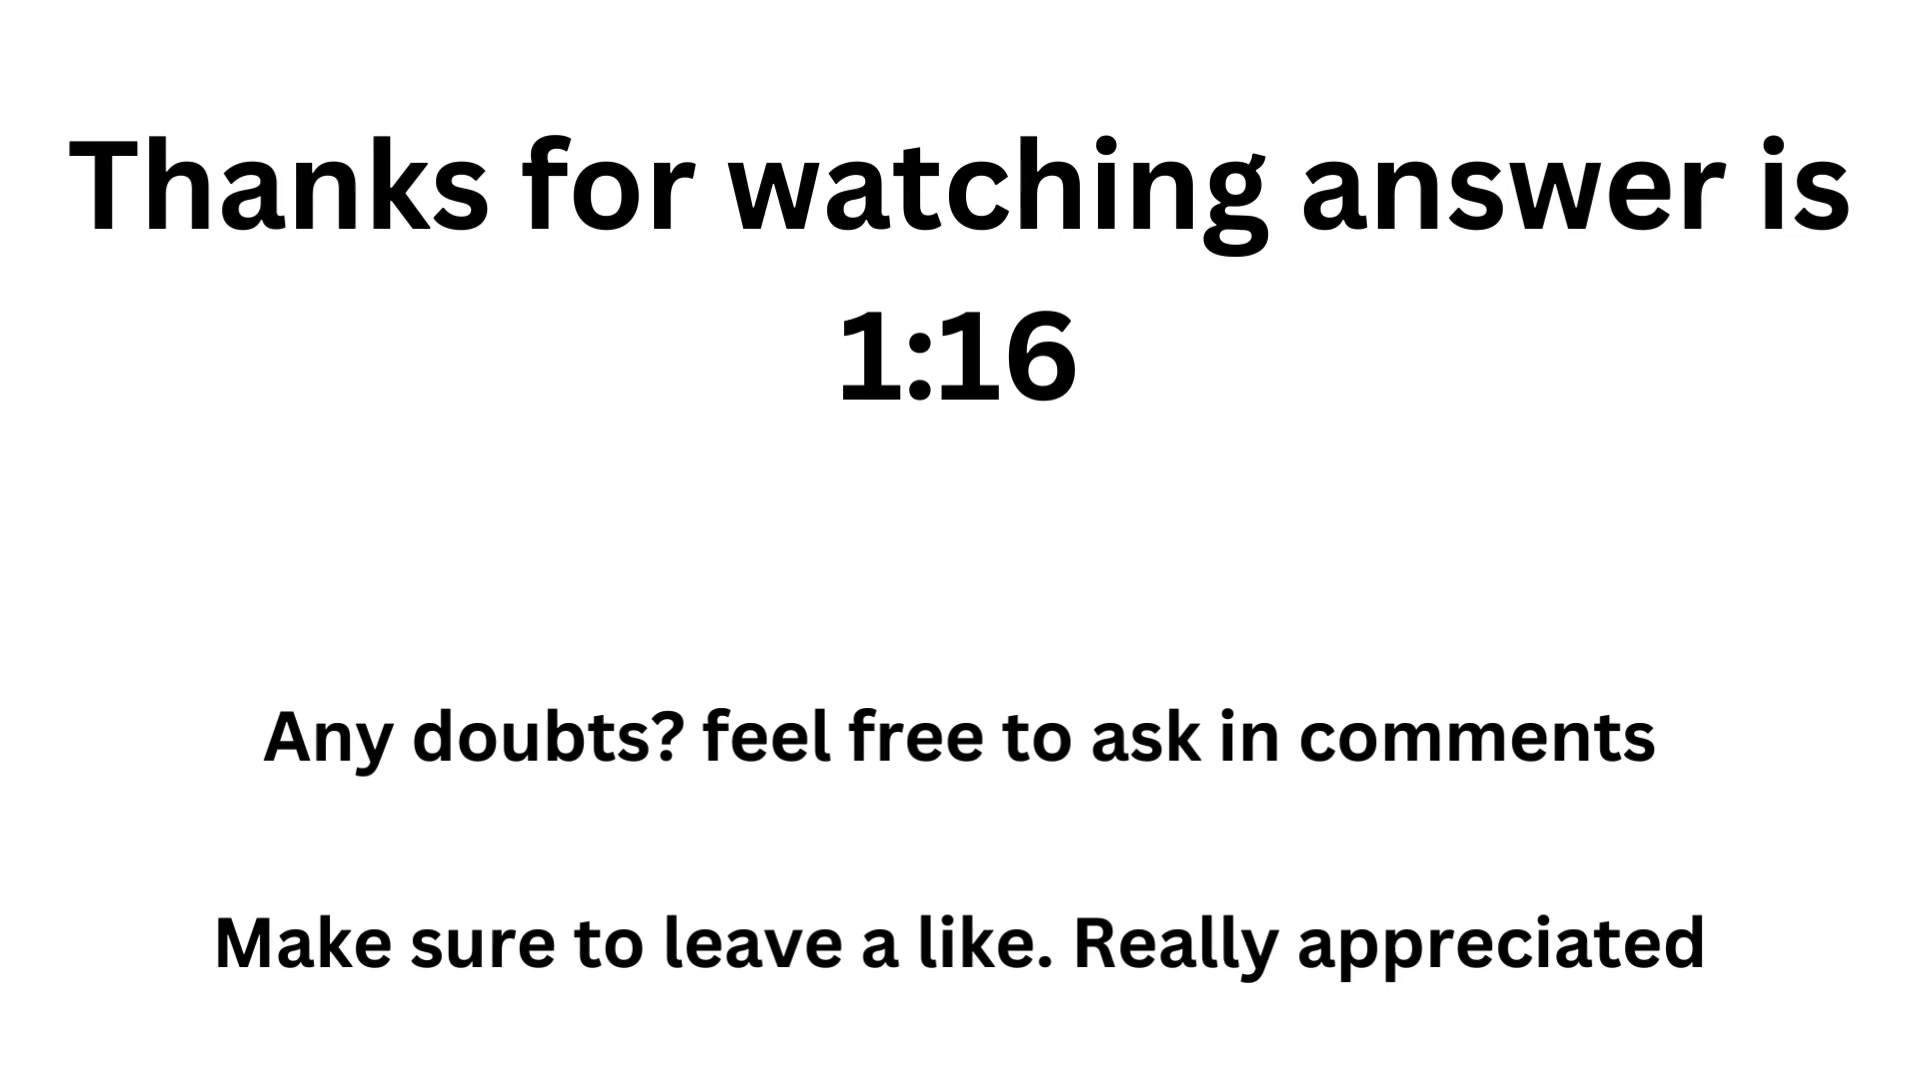 Thanks for watching answer is
1:16
Any doubts? feel free to ask in comments
Make sure to leave a like. Really appreciated